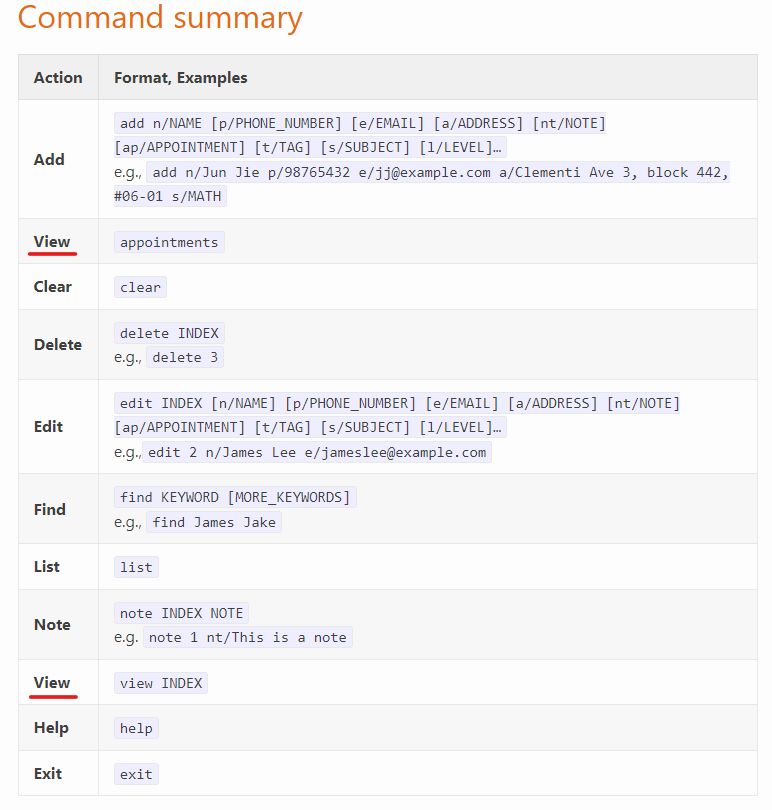 Command summary
Action Format, Examples
Add add n/NAME [p/PHONE_NUMBER] [e/EMAIL] [a/ADDRESS] [nt/NOTE]
[ap/APPOINTMENT] [t/TAG] [s/SUBJECT] [l/LEVEL]…
e.g., add n/Jun Jie p/98765432 e/jj@example.com a/Clementi Ave 3, block 442,
#06-01 s/MATH
View appointments
Clear clear
Delete delete INDEX
e.g., delete 3
Edit edit INDEX [n/NAME] [p/PHONE_NUMBER] [e/EMAIL] [a/ADDRESS] [nt/NOTE]
[ap/APPOINTMENT] [t/TAG] [s/SUBJECT] [l/LEVEL]…
e.g., edit 2 n/James Lee e/jameslee@example.com
Find find KEYWORD [MORE_KEYWORDS]
e.g., find James Jake
List list
Note note INDEX NOTE
e.g. note 1 nt/This is a note
View view INDEX
Help help
Exit exit